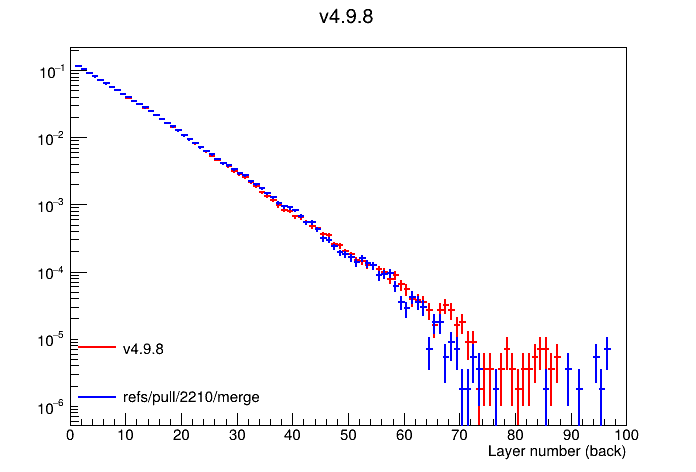 v4.9.8
10⁻¹
10⁻²
10⁻³
10⁻⁴
10⁻⁵
10⁻⁶
v4.9.8
refs/pull/2210/merge
0 10 20 30 40 50 60 70 80 90 100
Layer number (back)